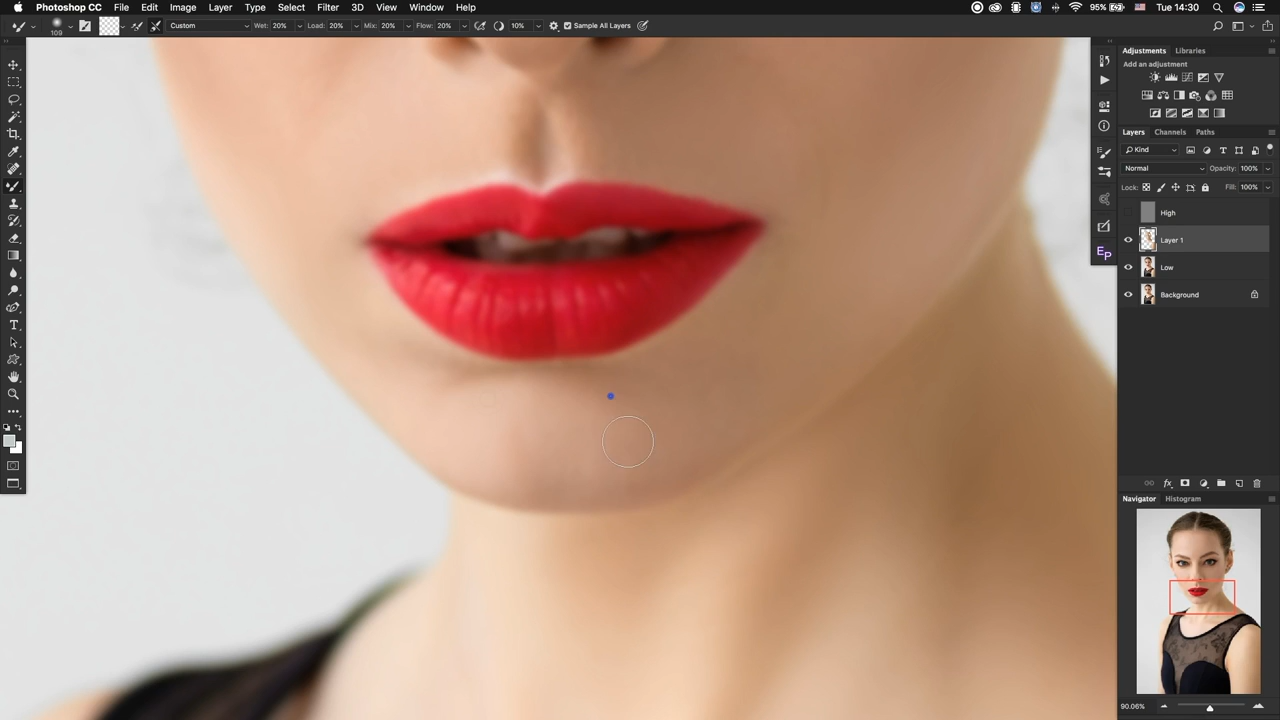 Photoshop CC File Edit Image Layer Type Select Filter 3D View Window Help 95% Tue 14:30
109 Custom Wet: 20% Load: 20% Mix: 20% Flow: 20% 10% Sample All Layers
Adjustments Libraries
Add an adjustment
Layers Channels Paths
Kind
Normal Opacity: 100%
Lock: Fill: 100%
High
Layer 1
Low
Background
Ep
Navigator Histogram
90.06%